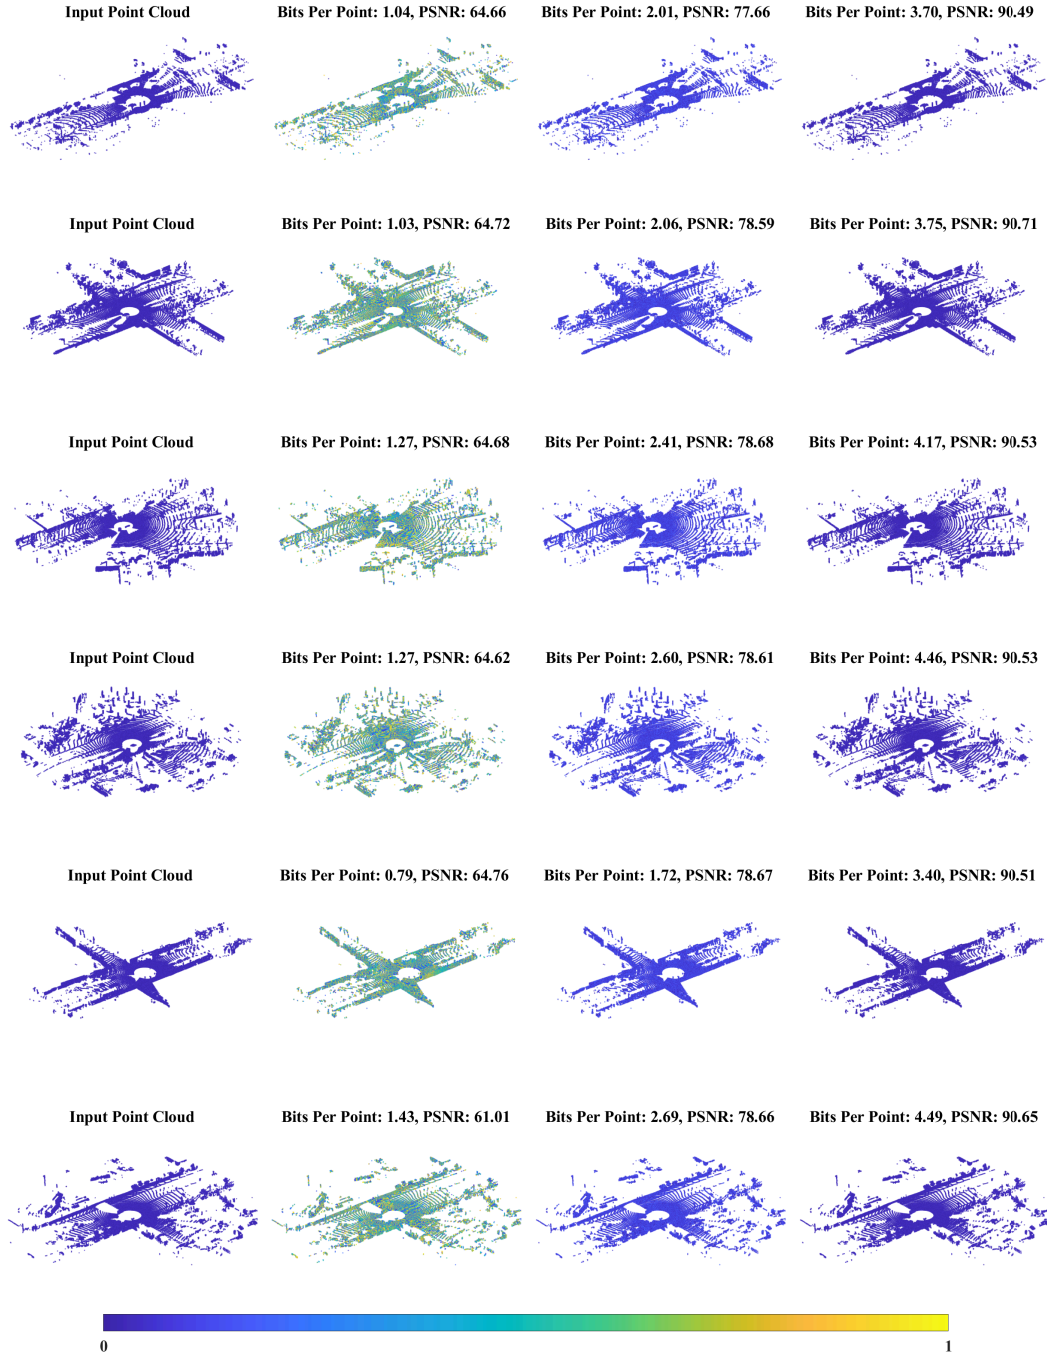 Input Point Cloud
Bits Per Point: 1.04, PSNR: 64.66
Bits Per Point: 2.01, PSNR: 77.66
Bits Per Point: 3.70, PSNR: 90.49
Input Point Cloud
Bits Per Point: 1.03, PSNR: 64.72
Bits Per Point: 2.06, PSNR: 78.59
Bits Per Point: 3.75, PSNR: 90.71
Input Point Cloud
Bits Per Point: 1.27, PSNR: 64.68
Bits Per Point: 2.41, PSNR: 78.68
Bits Per Point: 4.17, PSNR: 90.53
Input Point Cloud
Bits Per Point: 1.27, PSNR: 64.62
Bits Per Point: 2.60, PSNR: 78.61
Bits Per Point: 4.46, PSNR: 90.53
Input Point Cloud
Bits Per Point: 0.79, PSNR: 64.76
Bits Per Point: 1.72, PSNR: 78.67
Bits Per Point: 3.40, PSNR: 90.51
Input Point Cloud
Bits Per Point: 1.43, PSNR: 61.01
Bits Per Point: 2.69, PSNR: 78.66
Bits Per Point: 4.49, PSNR: 90.65
0
1